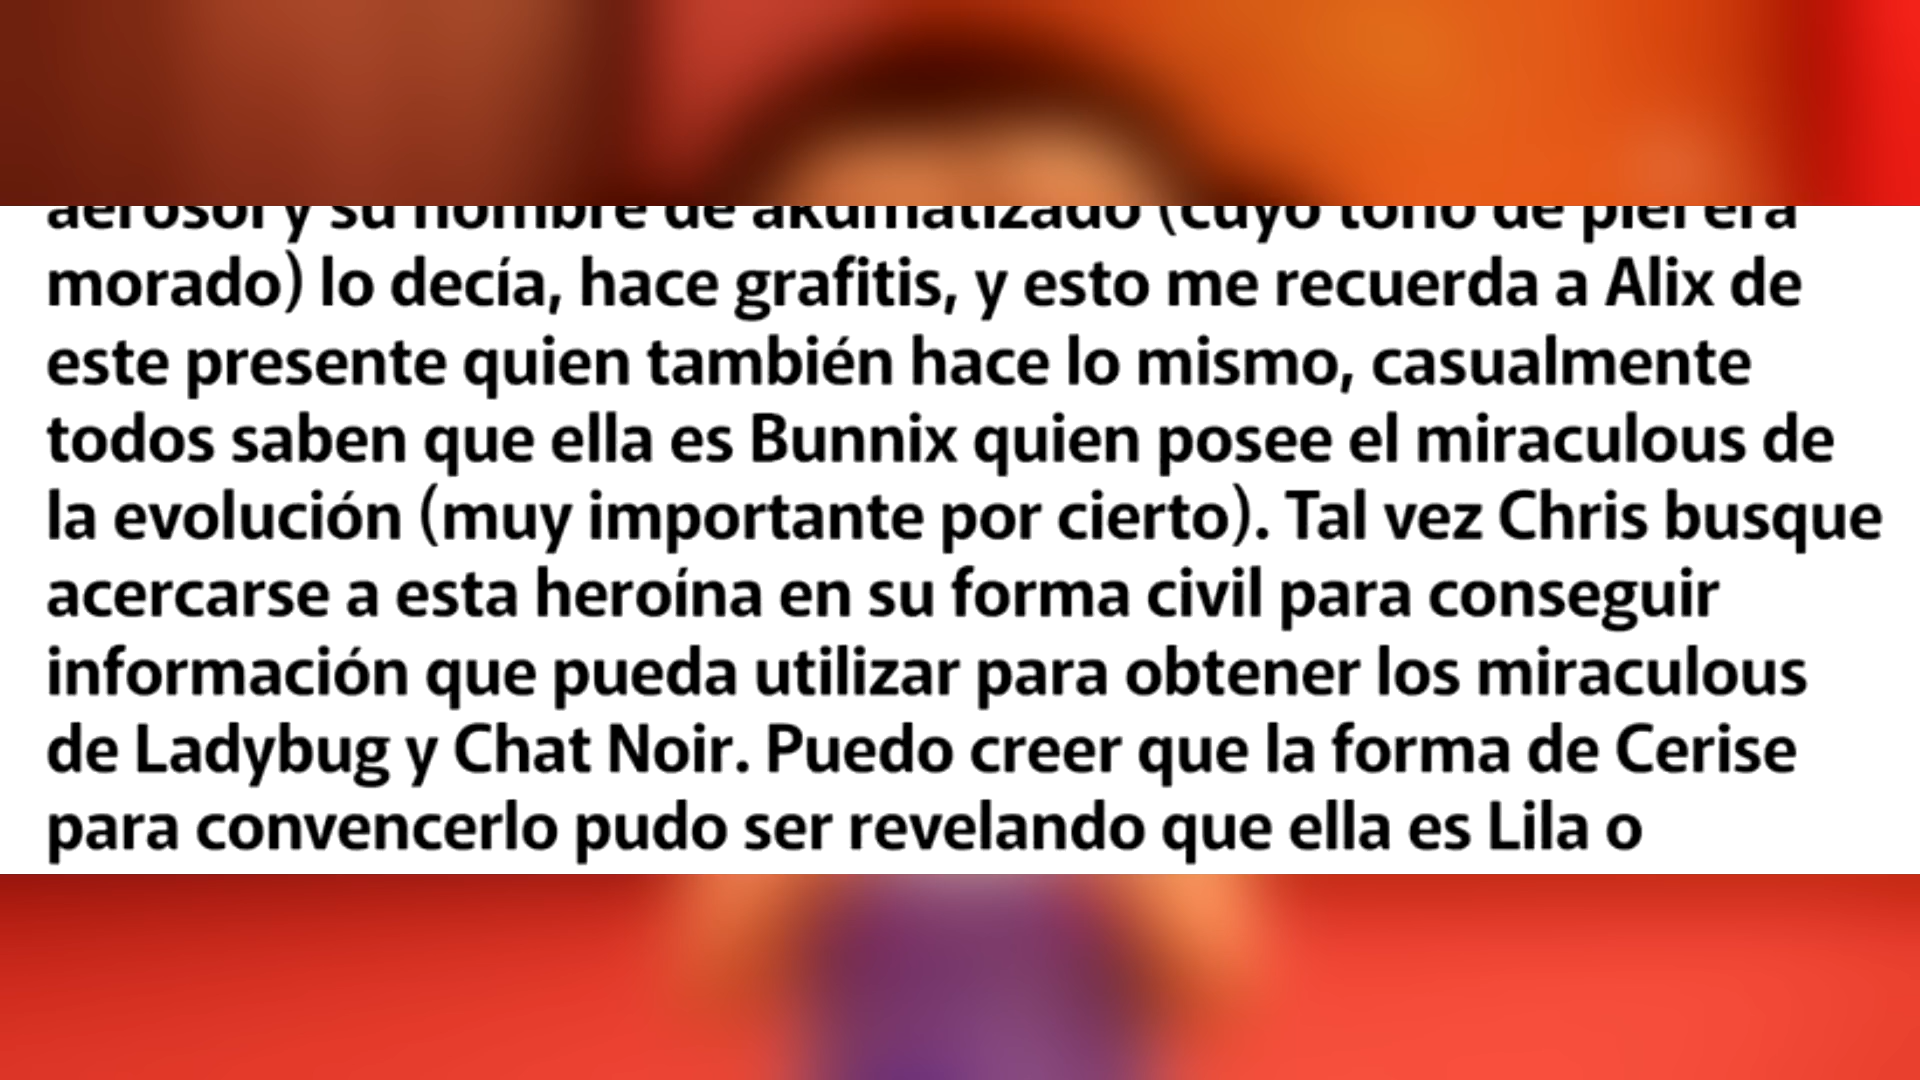 aerosol y su nombre de akumatizado (cuyo tono de piel era
morado) lo decía, hace grafitis, y esto me recuerda a Alix de
este presente quien también hace lo mismo, casualmente
todos saben que ella es Bunnix quien posee el miraculous de
la evolución (muy importante por cierto). Tal vez Chris busque
acercarse a esta heroína en su forma civil para conseguir
información que pueda utilizar para obtener los miraculous
de Ladybug y Chat Noir. Puedo creer que la forma de Cerise
para convencerlo pudo ser revelando que ella es Lila o